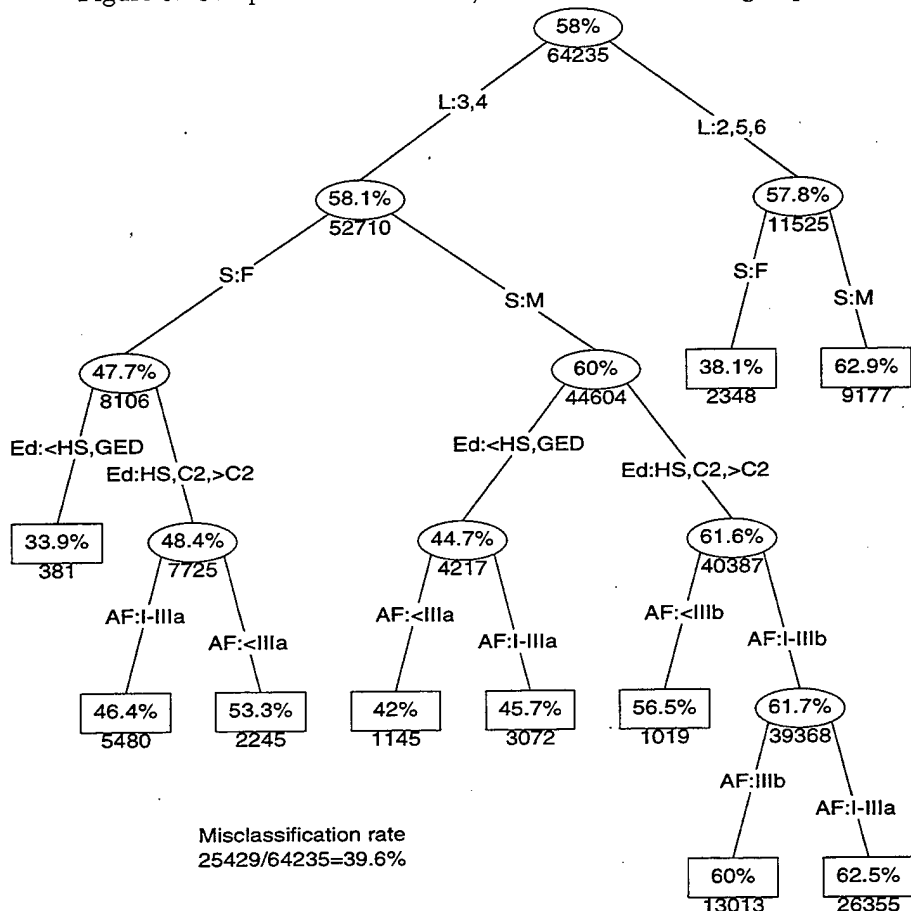 58%
64235
L:3,4
L:2,5,6
58.1%
52710
57.8%
11525
S:F
S:M
S:F
S:M
47.7%
8106
60%
44604
38.1%
2348
62.9%
9177
Ed:<HS,GED
Ed:HS,C2,>C2
Ed:<HS,GED
Ed:HS,C2,>C2
33.9%
381
48.4%
7725
44.7%
4217
61.6%
40387
AF:I-IIIa
AF:<IIIa
AF:<IIIa
AF:I-IIIa
AF:<IIIb
AF:I-IIIb
46.4%
5480
53.3%
2245
42%
1145
45.7%
3072
56.5%
1019
61.7%
39368
AF:IIIb
AF:I-IIIa
Misclassification rate
25429/64235=39.6%
60%
13013
62.5%
26355